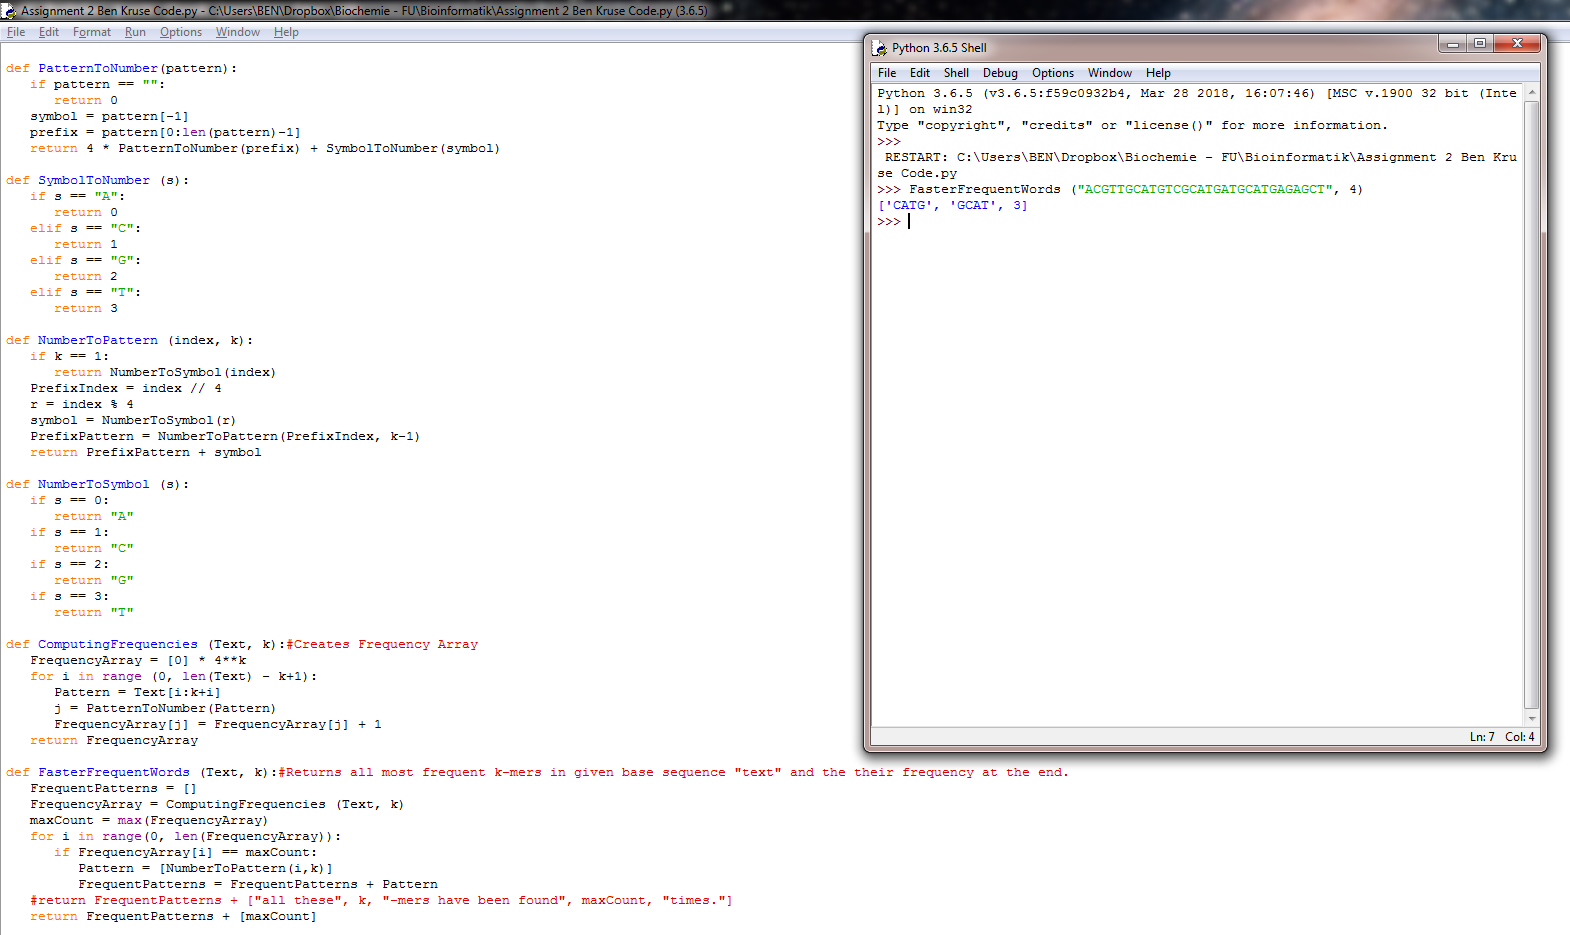 Assignment 2 Ben Kruse Code.py - C:\Users\BEN\Dropbox\Biochemie - FU\Bioinformatik\Assignment 2 Ben Kruse Code.py (3.6.5)
File Edit Format Run Options Window Help
def PatternToNumber(pattern):
   if pattern == "":
      return 0
   symbol = pattern[-1]
   prefix = pattern[0:len(pattern)-1]
   return 4 * PatternToNumber(prefix) + SymbolToNumber(symbol)

def SymbolToNumber (s):
   if s == "A":
      return 0
   elif s == "C":
      return 1
   elif s == "G":
      return 2
   elif s == "T":
      return 3

def NumberToPattern (index, k):
   if k == 1:
      return NumberToSymbol(index)
   PrefixIndex = index // 4
   r = index % 4
   symbol = NumberToSymbol(r)
   PrefixPattern = NumberToPattern(PrefixIndex, k-1)
   return PrefixPattern + symbol

def NumberToSymbol (s):
   if s == 0:
      return "A"
   if s == 1:
      return "C"
   if s == 2:
      return "G"
   if s == 3:
      return "T"

def ComputingFrequencies (Text, k):#Creates Frequency Array
   FrequencyArray = [0] * 4**k
   for i in range (0, len(Text) - k+1):
      Pattern = Text[i:k+i]
      j = PatternToNumber(Pattern)
      FrequencyArray[j] = FrequencyArray[j] + 1
   return FrequencyArray

def FasterFrequentWords (Text, k):#Returns all most frequent k-mers in given base sequence "text" and the their frequency at the end.
   FrequentPatterns = []
   FrequencyArray = ComputingFrequencies (Text, k)
   maxCount = max(FrequencyArray)
   for i in range(0, len(FrequencyArray)):
      if FrequencyArray[i] == maxCount:
         Pattern = [NumberToPattern(i,k)]
         FrequentPatterns = FrequentPatterns + Pattern
   #return FrequentPatterns + ["all these", k, "-mers have been found", maxCount, "times."]
   return FrequentPatterns + [maxCount]
Python 3.6.5 Shell
File Edit Shell Debug Options Window Help
Python 3.6.5 (v3.6.5:f59c0932b4, Mar 28 2018, 16:07:46) [MSC v.1900 32 bit (Inte
l)] on win32
Type "copyright", "credits" or "license()" for more information.
>>>
 RESTART: C:\Users\BEN\Dropbox\Biochemie - FU\Bioinformatik\Assignment 2 Ben Kru
se Code.py
>>> FasterFrequentWords ("ACGTTGCATGTCGCATGATGCATGAGAGCT", 4)
['CATG', 'GCAT', 3]
>>>
Ln: 7 Col: 4